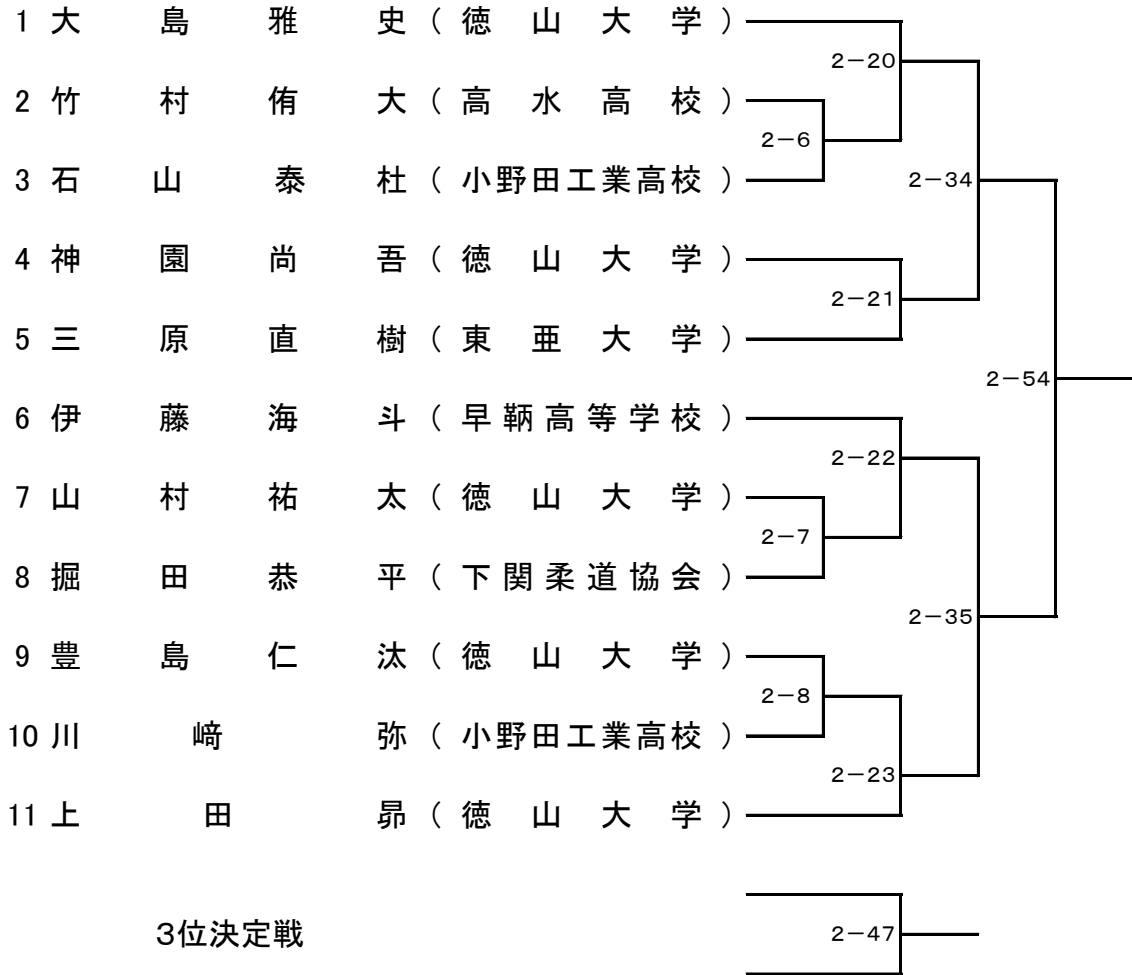 1 大島雅史(徳山大学)
2-20
2 竹村侑大(高水高校)
2-6
3 石山泰杜(小野田工業高校)
2-34
4 神園尚吾(徳山大学)
2-21
5 三原直樹(東亜大学)
2-54
6 伊藤海斗(早鞆高等学校)
2-22
7 山村祐太(徳山大学)
2-7
8 掘田恭平(下関柔道協会)
2-35
9 豊島仁汰(徳山大学)
2-8
10 川﨑弥(小野田工業高校)
2-23
11 上田昴(徳山大学)
3位決定戦
2-47